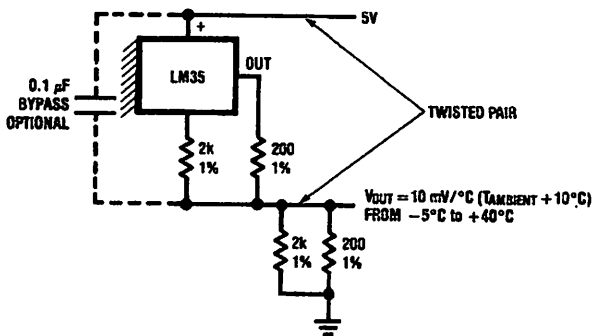 5V
+
OUT
LM35
0.1 µF
BYPASS
OPTIONAL
TWISTED PAIR
2k
1%
200
1%
VOUT = 10 mV/°C (TAMBIENT + 10°C)
FROM −5°C to +40°C
2k
1%
200
1%